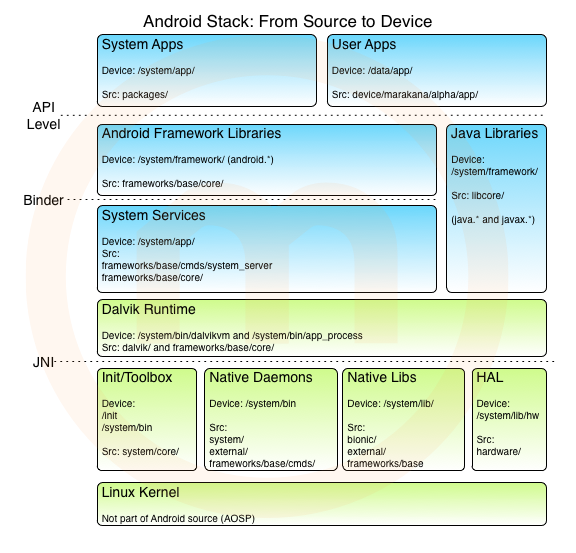 Android Stack: From Source to Device
System Apps
Device: /system/app/
Src: packages/
User Apps
Device: /data/app/
Src: device/marakana/alpha/app/
API
Level
Android Framework Libraries
Device: /system/framework/ (android.*)
Src: frameworks/base/core/
Java Libraries
Device:
/system/framework/
Src: libcore/
(java.* and javax.*)
Binder
System Services
Device: /system/app/
Src:
frameworks/base/cmds/system_server
frameworks/base/core/
Dalvik Runtime
Device: /system/bin/dalvikvm and /system/bin/app_process
Src: dalvik/ and frameworks/base/core/
JNI
Init/Toolbox
Device:
/init
/system/bin
Src: system/core/
Native Daemons
Device: /system/bin
Src:
system/
external/
frameworks/base/cmds/
Native Libs
Device: /system/lib/
Src:
bionic/
external/
frameworks/base
HAL
Device:
/system/lib/hw
Src:
hardware/
Linux Kernel
Not part of Android source (AOSP)